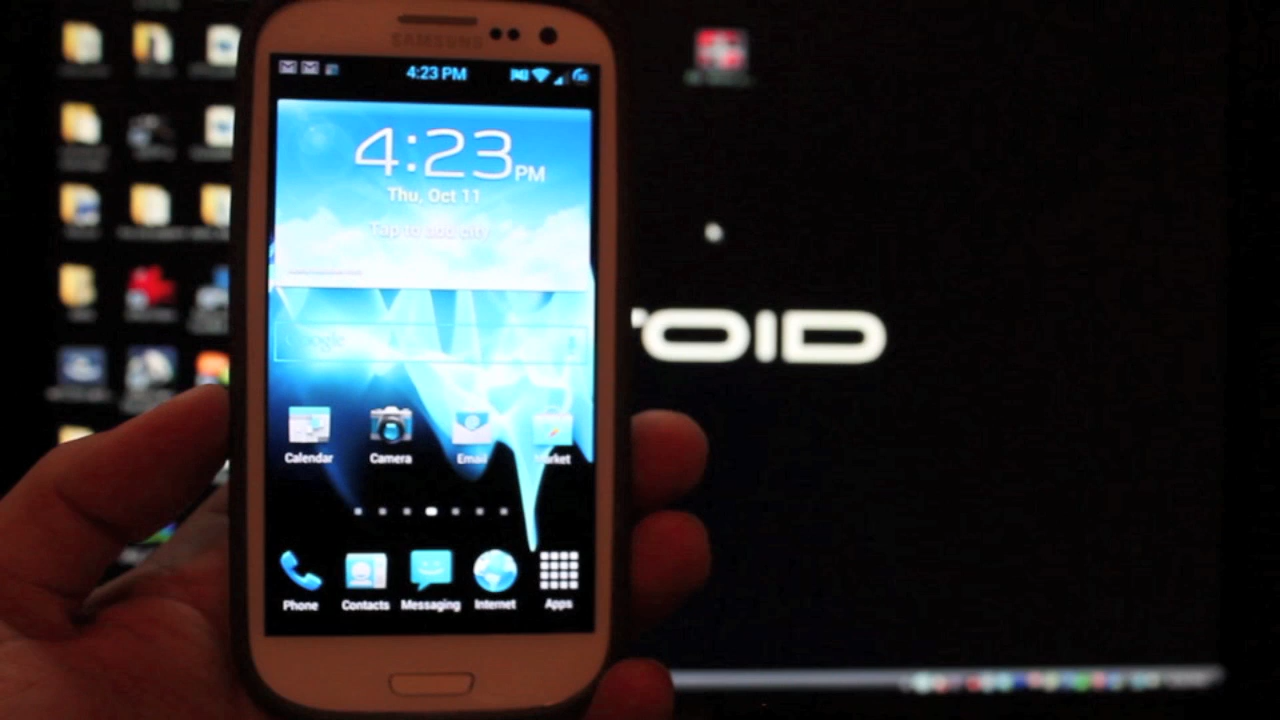 SAMSUNG
4:23 PM
4:23 PM
Thu, Oct 11
Tap to add city
Google
Calendar
Camera
Email
Market
Phone
Contacts
Messaging
Internet
Apps
OID